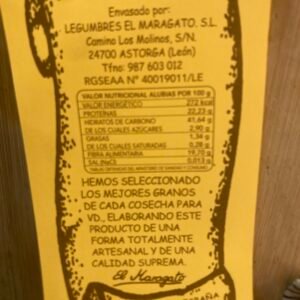 Envasado por:
LEGUMBRES EL MARAGATO, S.L.
Camino Los Molinos, S/N.
24700 ASTORGA (León)
Tfno: 987 603 012
RGSEAA Nº 40019011/LE
VALOR NUTRICIONAL ALUBIAS POR 100 g
VALOR ENERGÉTICO 272 kcal
PROTEINAS 22,23 g
HIDRATOS DE CARBONO 41,64 g
DE LOS CUALES AZÚCARES 2,90 g
GRASAS 1,34 g
DE LOS CUALES SATURADAS 0,28 g
FIBRA ALIMENTARIA 19,70 g
SAL (NaCl) 0,013 g
HEMOS SELECCIONADO
LOS MEJORES GRANOS
DE CADA COSECHA PARA
VD., ELABORANDO ESTE
PRODUCTO DE UNA
FORMA TOTALMENTE
ARTESANAL Y DE UNA
CALIDAD SUPREMA.
El Maragato